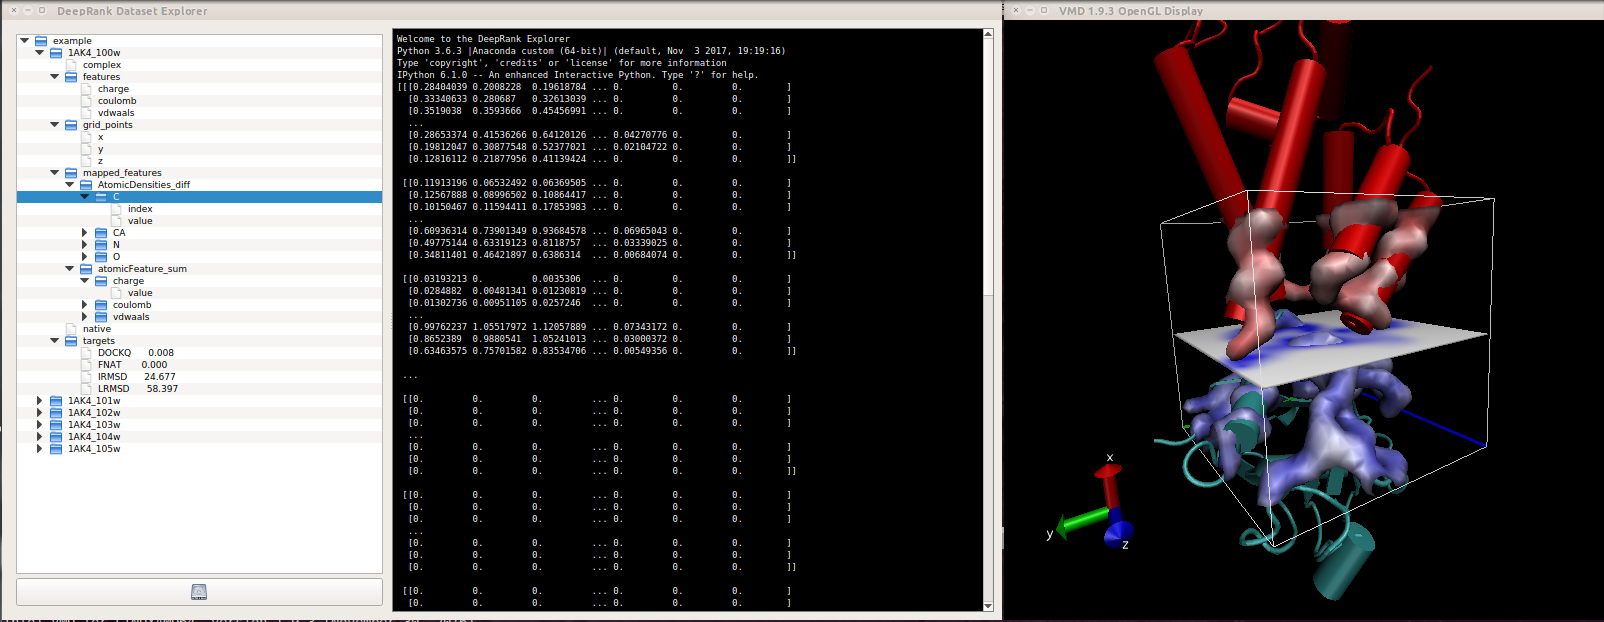 DeepRank Dataset Explorer
example
1AK4_100w
complex
features
charge
coulomb
vdwaals
grid_points
x
y
z
mapped_features
AtomicDensities_diff
C
index
value
CA
N
O
atomicFeature_sum
charge
value
coulomb
vdwaals
native
targets
DOCKQ 0.008
FNAT 0.000
IRMSD 24.677
LRMSD 58.397
1AK4_101w
1AK4_102w
1AK4_103w
1AK4_104w
1AK4_105w
Welcome to the DeepRank Explorer
Python 3.6.3 |Anaconda custom (64-bit)| (default, Nov  3 2017, 19:19:16)
Type 'copyright', 'credits' or 'license' for more information
IPython 6.1.0 -- An enhanced Interactive Python. Type '?' for help.
[[[0.28404039 0.2008228  0.19618784 ... 0.         0.         0.        ]
[0.33340633 0.280687   0.32613039 ... 0.         0.         0.        ]
[0.3519038  0.3593666  0.45456991 ... 0.         0.         0.        ]
...
[0.28653374 0.41536266 0.64120126 ... 0.04270776 0.         0.        ]
[0.19812047 0.30877548 0.52377021 ... 0.02104722 0.         0.        ]
[0.12816112 0.21877956 0.41139424 ... 0.         0.         0.        ]]
[[0.11913196 0.06532492 0.06369505 ... 0.         0.         0.        ]
[0.12567888 0.08996502 0.10864417 ... 0.         0.         0.        ]
[0.10150467 0.11594411 0.17853983 ... 0.         0.         0.        ]
...
[0.60936314 0.73901349 0.93684578 ... 0.06965043 0.         0.        ]
[0.49775144 0.63319123 0.8118757  ... 0.03339025 0.         0.        ]
[0.34811401 0.46421897 0.6386314  ... 0.00684074 0.         0.        ]]
[[0.03193213 0.         0.0035306  ... 0.         0.         0.        ]
[0.0284882  0.00481341 0.01230819 ... 0.         0.         0.        ]
[0.01302736 0.00951105 0.0257246  ... 0.         0.         0.        ]
...
[0.99762237 1.05517972 1.12057889 ... 0.07343172 0.         0.        ]
[0.8652389  0.9880541  1.05241013 ... 0.03000372 0.         0.        ]
[0.63463575 0.75701582 0.83534706 ... 0.00549356 0.         0.        ]]
...
[[0.         0.         0.         ... 0.         0.         0.        ]
[0.         0.         0.         ... 0.         0.         0.        ]
[0.         0.         0.         ... 0.         0.         0.        ]
...
[0.         0.         0.         ... 0.         0.         0.        ]
[0.         0.         0.         ... 0.         0.         0.        ]
[0.         0.         0.         ... 0.         0.         0.        ]]
[[0.         0.         0.         ... 0.         0.         0.        ]
[0.         0.         0.         ... 0.         0.         0.        ]
[0.         0.         0.         ... 0.         0.         0.        ]
...
[0.         0.         0.         ... 0.         0.         0.        ]
[0.         0.         0.         ... 0.         0.         0.        ]
[0.         0.         0.         ... 0.         0.         0.        ]]
[[0.         0.         0.         ... 0.         0.         0.        ]
[0.         0.         0.         ... 0.         0.         0.        ]
VMD 1.9.3 OpenGL Display
x
y
z